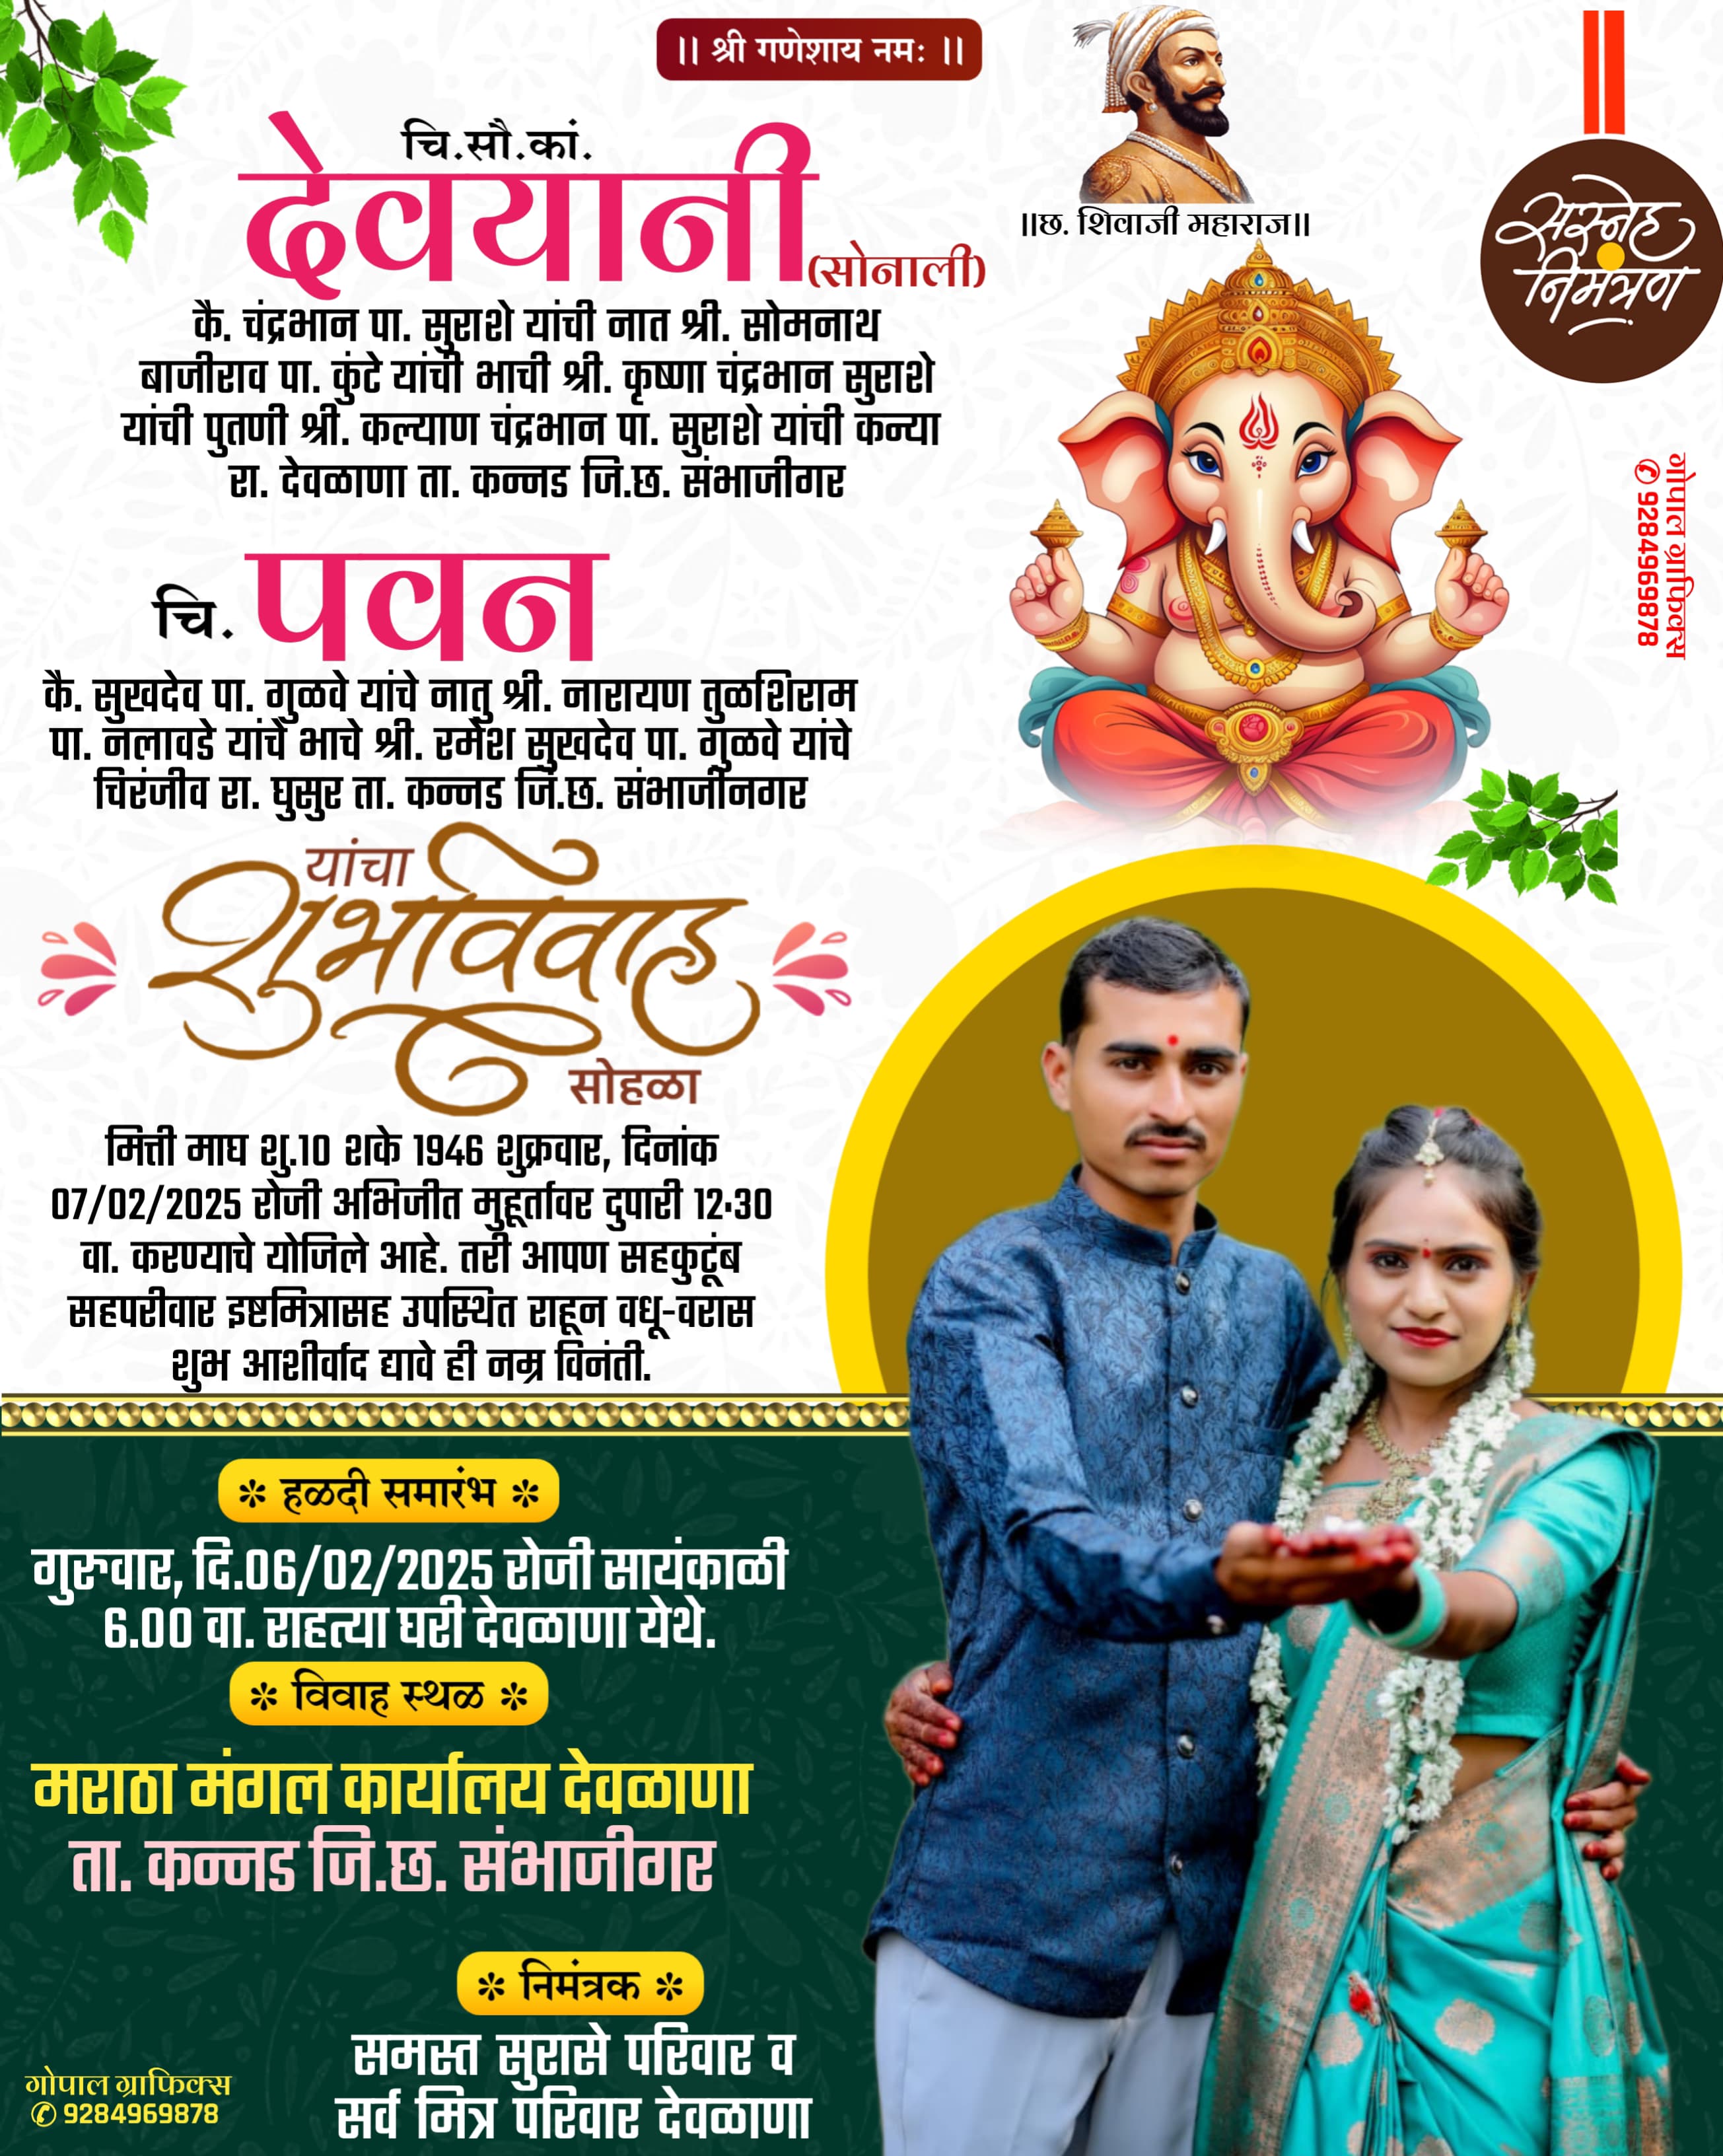 || श्री गणेशाय नमः ||
||छ. शिवाजी महाराज||
सस्नेह
निमंत्रण
चि.सौ.कां.
देवयानी
(सोनाली)
कै. चंद्रभान पा. सुराशे यांची नात श्री. सोमनाथ
बाजीराव पा. कुंटे यांची भाची श्री. कृष्णा चंद्रभान सुराशे
यांची पुतणी श्री. कल्याण चंद्रभान पा. सुराशे यांची कन्या
रा. देवळाणा ता. कन्नड जि.छ. संभाजीगर
गोपाल ग्राफिक्स
✆ 9284969878
चि. पवन
कै. सुखदेव पा. गुळवे यांचे नातु श्री. नारायण तुळशिराम
पा. नलावडे यांचे भाचे श्री. रमेश सुखदेव पा. गुळवे यांचे
चिरंजीव रा. घुसुर ता. कन्नड जि.छ. संभाजीनगर
यांचा
शुभविवाह
सोहळा
मित्ती माघ शु.10 शके 1946 शुक्रवार, दिनांक
07/02/2025 रोजी अभिजीत मुहूर्तावर दुपारी 12:30
वा. करण्याचे योजिले आहे. तरी आपण सहकुटूंब
सहपरीवार इष्टमित्रासह उपस्थित राहून वधू-वरास
शुभ आशीर्वाद द्यावे ही नम्र विनंती.
* हळदी समारंभ *
गुरुवार, दि.06/02/2025 रोजी सायंकाळी
6.00 वा. राहत्या घरी देवळाणा येथे.
* विवाह स्थळ *
मराठा मंगल कार्यालय देवळाणा
ता. कन्नड जि.छ. संभाजीगर
* निमंत्रक *
समस्त सुरासे परिवार व
सर्व मित्र परिवार देवळाणा
गोपाल ग्राफिक्स
✆ 9284969878